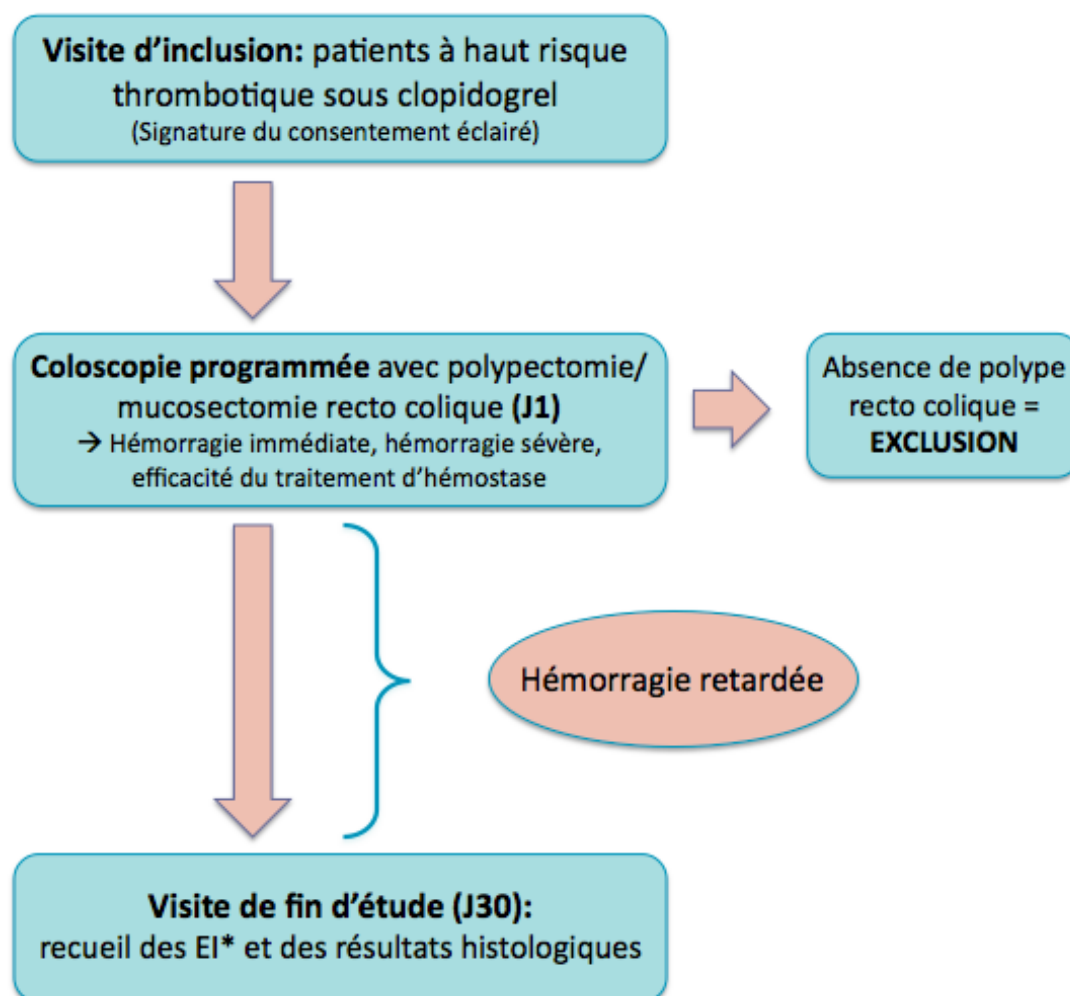 Visite d'inclusion: patients à haut risque
thrombotique sous clopidogrel
(Signature du consentement éclairé)
Coloscopie programmée avec polypectomie/
mucosectomie recto colique (J1)
→ Hémorragie immédiate, hémorragie sévère,
efficacité du traitement d'hémostase
Absence de polype
recto colique =
EXCLUSION
Hémorragie retardée
Visite de fin d'étude (J30):
recueil des EI* et des résultats histologiques